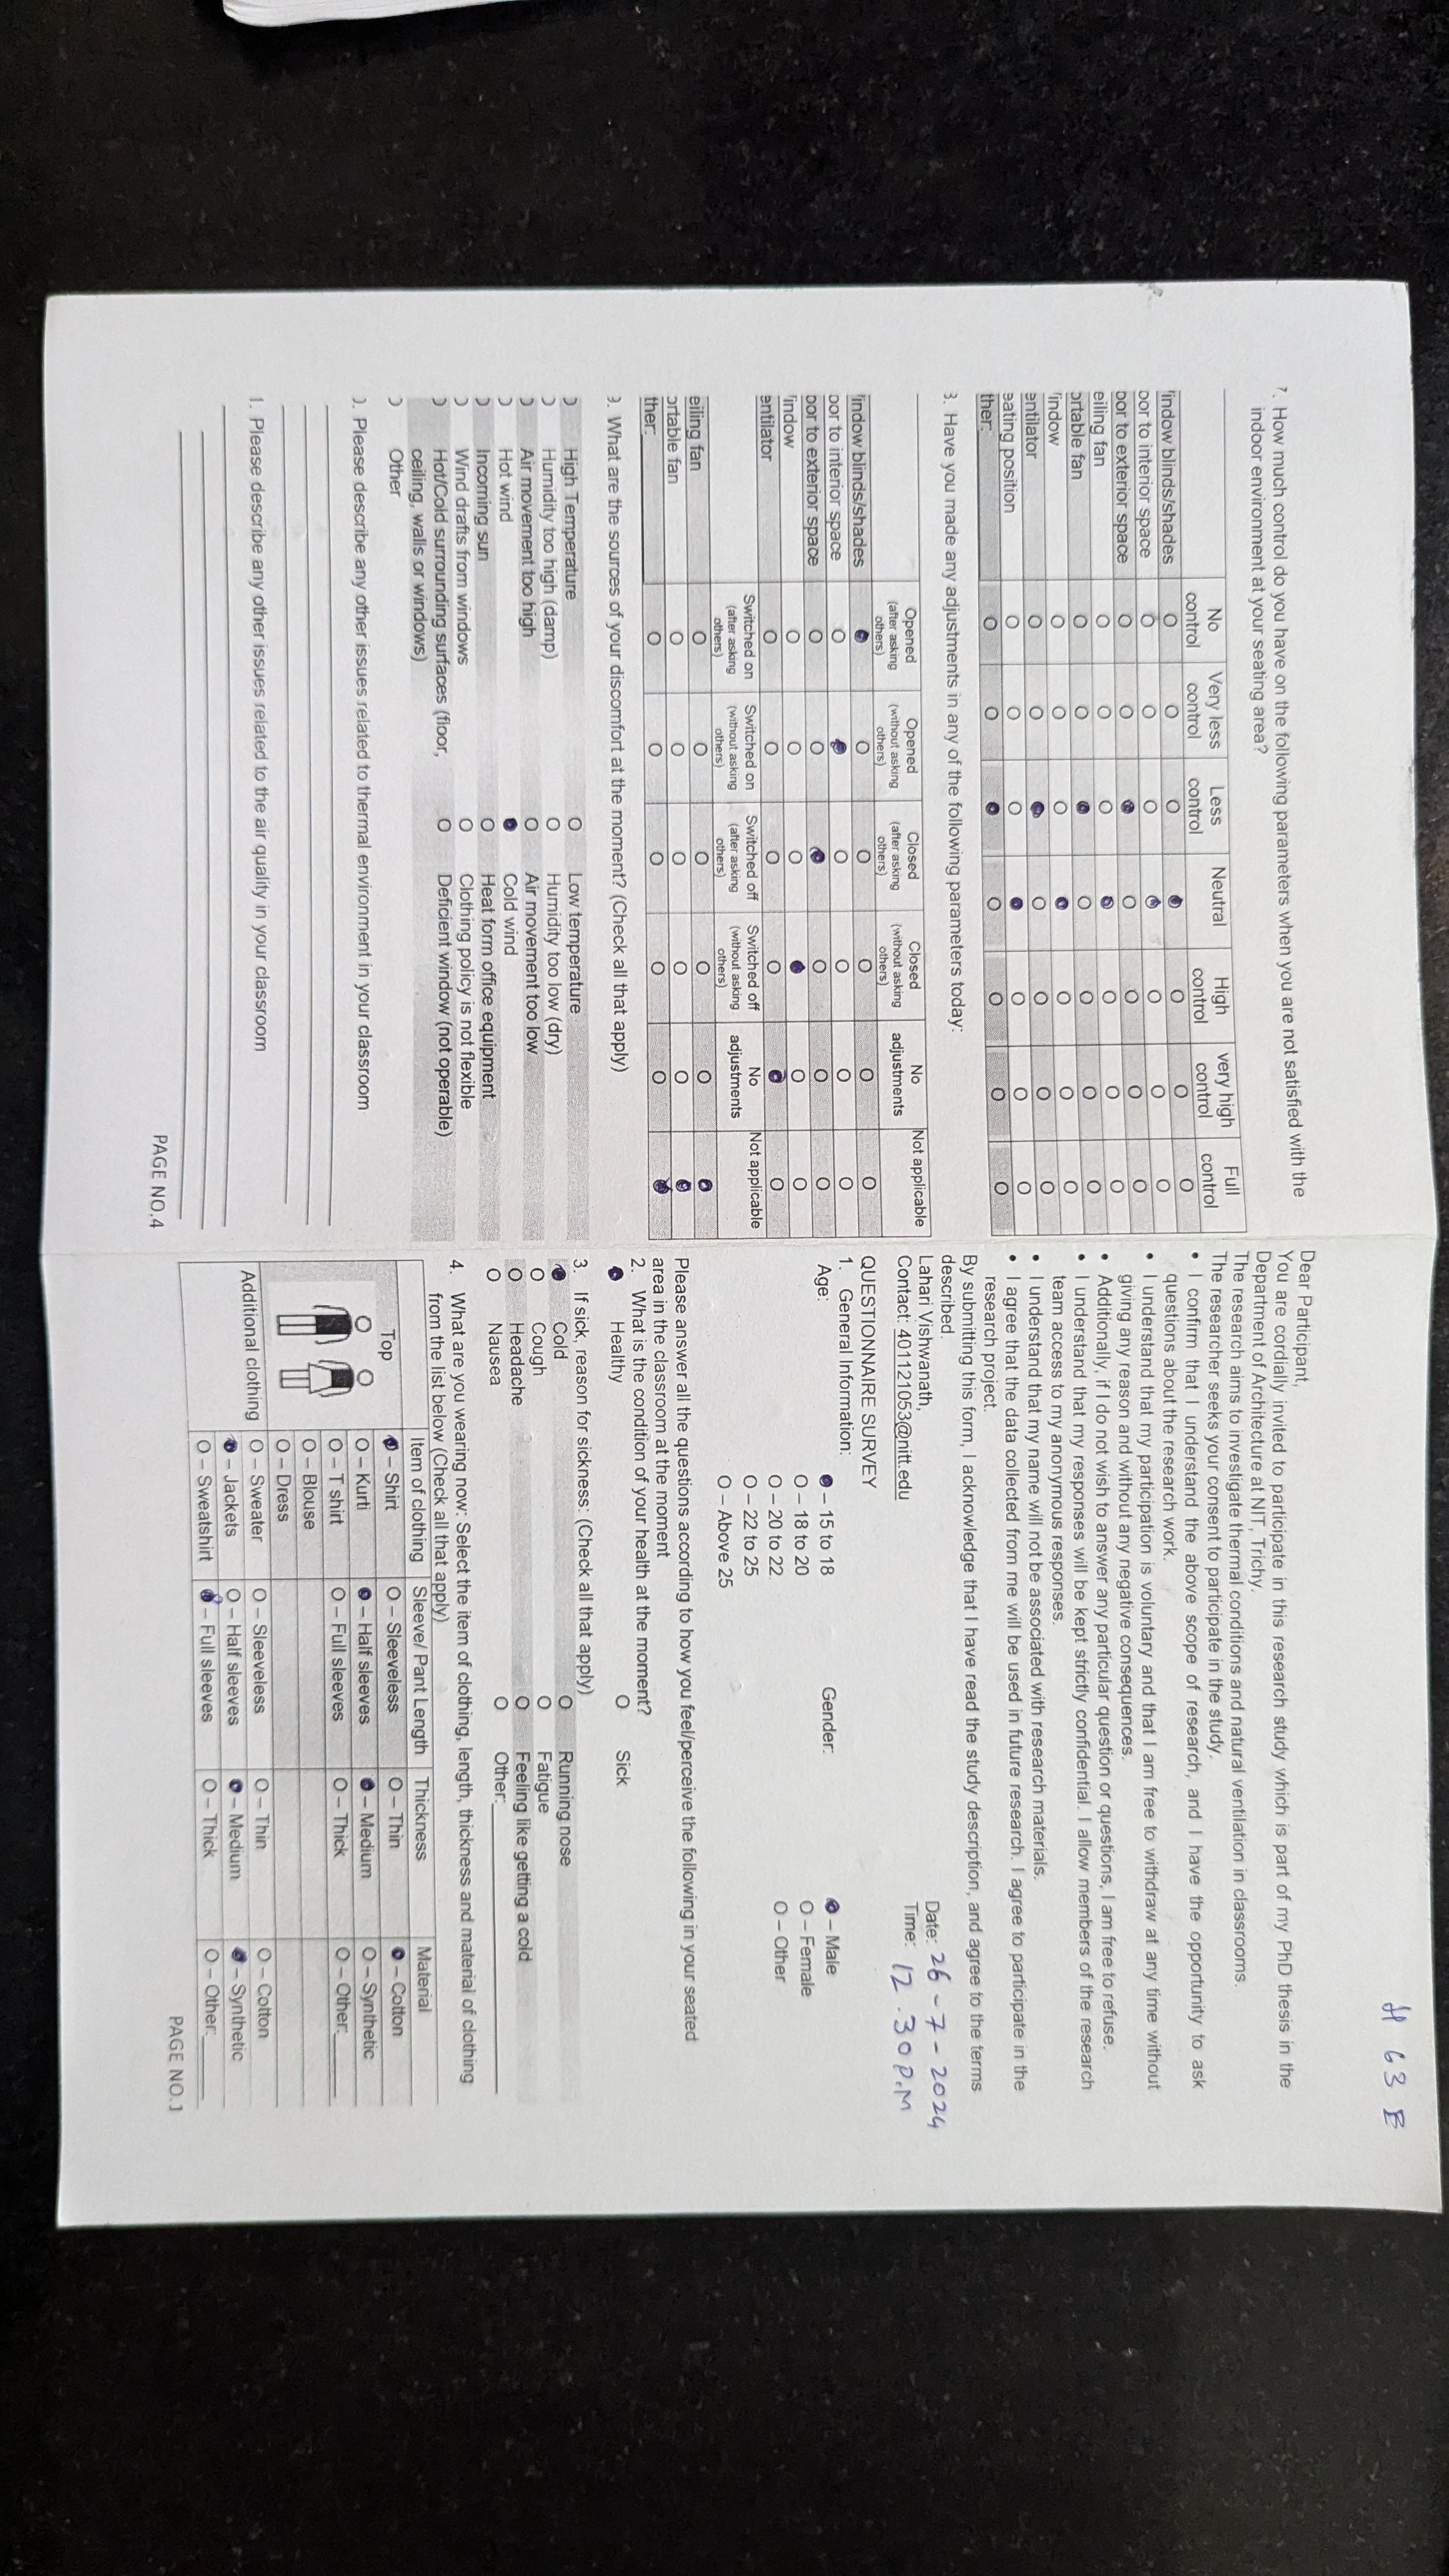 7. How much control do you have on the following parameters when you are not satisfied with the
indoor environment at your seating area?
No control Very less control Less control Neutral High control very high control Full control
indow blinds/shades O O O ● O O O
oor to interior space O O O ● O O O
oor to exterior space O O ● O O O O
eiling fan O O O ● O O O
ortable fan O O ● O O O O
indow O O O ● O O O
entilator O O ● O O O O
eating position O O O ● O O O
ther: O O ● O O O O
8. Have you made any adjustments in any of the following parameters today:
Opened (after asking others) Opened (without asking others) Closed (after asking others) Closed (without asking others) No adjustments Not applicable
indow blinds/shades ● O O O O O
oor to interior space O ● O O O O
oor to exterior space O O ● O O O
indow O O O ● O O
entilator O O O O ● O
Switched on (after asking others) Switched on (without asking others) Switched off (after asking others) Switched off (without asking others) No adjustments Not applicable
eiling fan O O O O O ●
ortable fan O O O O O ●
ther: O O O O O ●
9. What are the sources of your discomfort at the moment? (Check all that apply)
O High Temperature O Low temperature
O Humidity too high (damp) O Humidity too low (dry)
O Air movement too high O Air movement too low
O Hot wind ● Cold wind
O Incoming sun O Heat form office equipment
O Wind drafts from windows O Clothing policy is not flexible
O Hot/Cold surrounding surfaces (floor, O Deficient window (not operable)
ceiling, walls or windows)
O Other
). Please describe any other issues related to thermal environment in your classroom
1. Please describe any other issues related to the air quality in your classroom
PAGE NO.4
# 63 B
Dear Participant,
You are cordially invited to participate in this research study which is part of my PhD thesis in the
Department of Architecture at NIT, Trichy.
The research aims to investigate thermal conditions and natural ventilation in classrooms.
The researcher seeks your consent to participate in the study.
• I confirm that I understand the above scope of research, and I have the opportunity to ask
questions about the research work.
• I understand that my participation is voluntary and that I am free to withdraw at any time without
giving any reason and without any negative consequences.
• Additionally, if I do not wish to answer any particular question or questions, I am free to refuse.
• I understand that my responses will be kept strictly confidential. I allow members of the research
team access to my anonymous responses.
• I understand that my name will not be associated with research materials.
• I agree that the data collected from me will be used in future research. I agree to participate in the
research project.
By submitting this form, I acknowledge that I have read the study description, and agree to the terms
described.
Lahari Vishwanath, Date: 26-7-2024
Contact: 401121053@nitt.edu Time: 12.30 P.M
QUESTIONNAIRE SURVEY
1. General Information:
Age: ● – 15 to 18 Gender: ● – Male
O – 18 to 20 O – Female
O – 20 to 22 O – Other
O – 22 to 25
O – Above 25
Please answer all the questions according to how you feel/perceive the following in your seated
area in the classroom at the moment
2. What is the condition of your health at the moment?
● Healthy O Sick
3. If sick, reason for sickness: (Check all that apply)
● Cold O Running nose
O Cough O Fatigue
O Headache O Feeling like getting a cold
O Nausea O Other:
4. What are you wearing now: Select the item of clothing, length, thickness and material of clothing
from the list below (Check all that apply)
Item of clothing Sleeve/ Pant Length Thickness Material
Top ● – Shirt O – Sleeveless O – Thin ● – Cotton
O O O – Kurti ● – Half sleeves ● – Medium O – Synthetic
O – T shirt O – Full sleeves O – Thick O – Other:
O – Blouse
O – Dress
Additional clothing O – Sweater O – Sleeveless O – Thin O – Cotton
● – Jackets O – Half sleeves ● – Medium ● – Synthetic
O – Sweatshirt ● – Full sleeves O – Thick O – Other:
PAGE NO.1